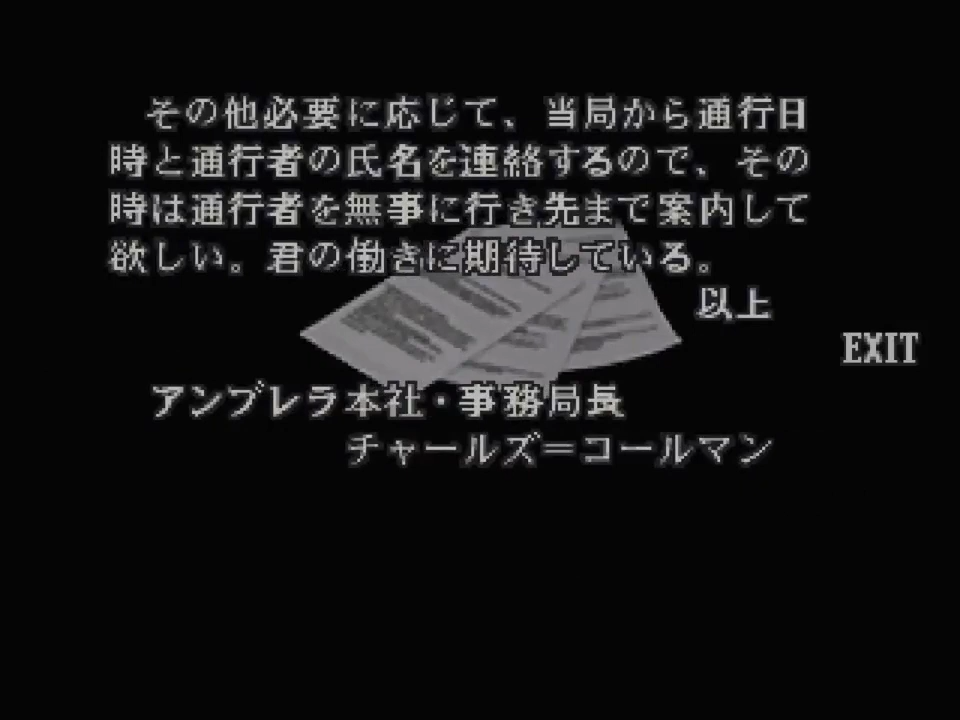 その他必要に応じて、当局から通行日
時と通行者の氏名を連絡するので、その
時は通行者を無事に行き先まで案内して
欲しい。君の働きに期待している。
以上
EXIT
アンブレラ本社・事務局長
チャールズ＝コールマン